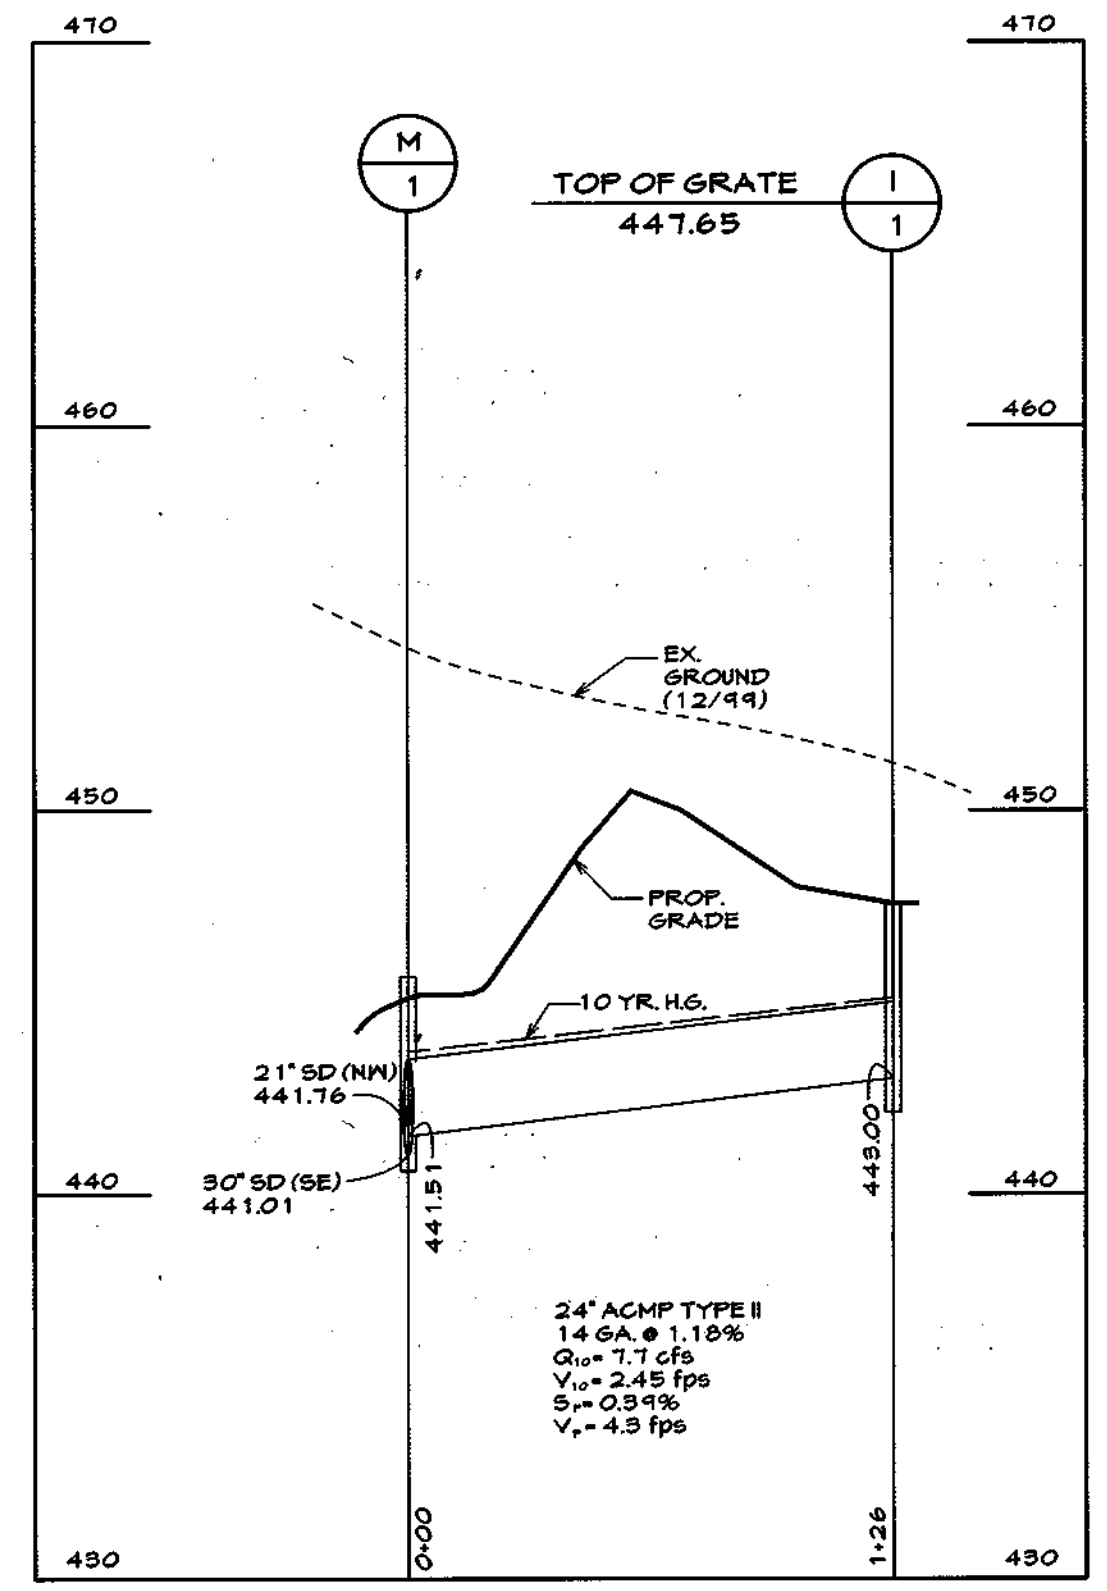 470
470
M
1
TOP OF GRATE
447.65
I
1
460
460
EX.
GROUND
(12/99)
450
450
PROP.
GRADE
10 YR. H.G.
21" SD (NW)
441.76
30" SD (SE)
441.01
441.51
443.00
440
440
24" ACMP TYPE II
14 GA. @ 1.18%
Q₁₀= 7.7 cfs
V₁₀= 2.45 fps
S_F= 0.39%
V_F= 4.3 fps
0+00
1+26
430
430